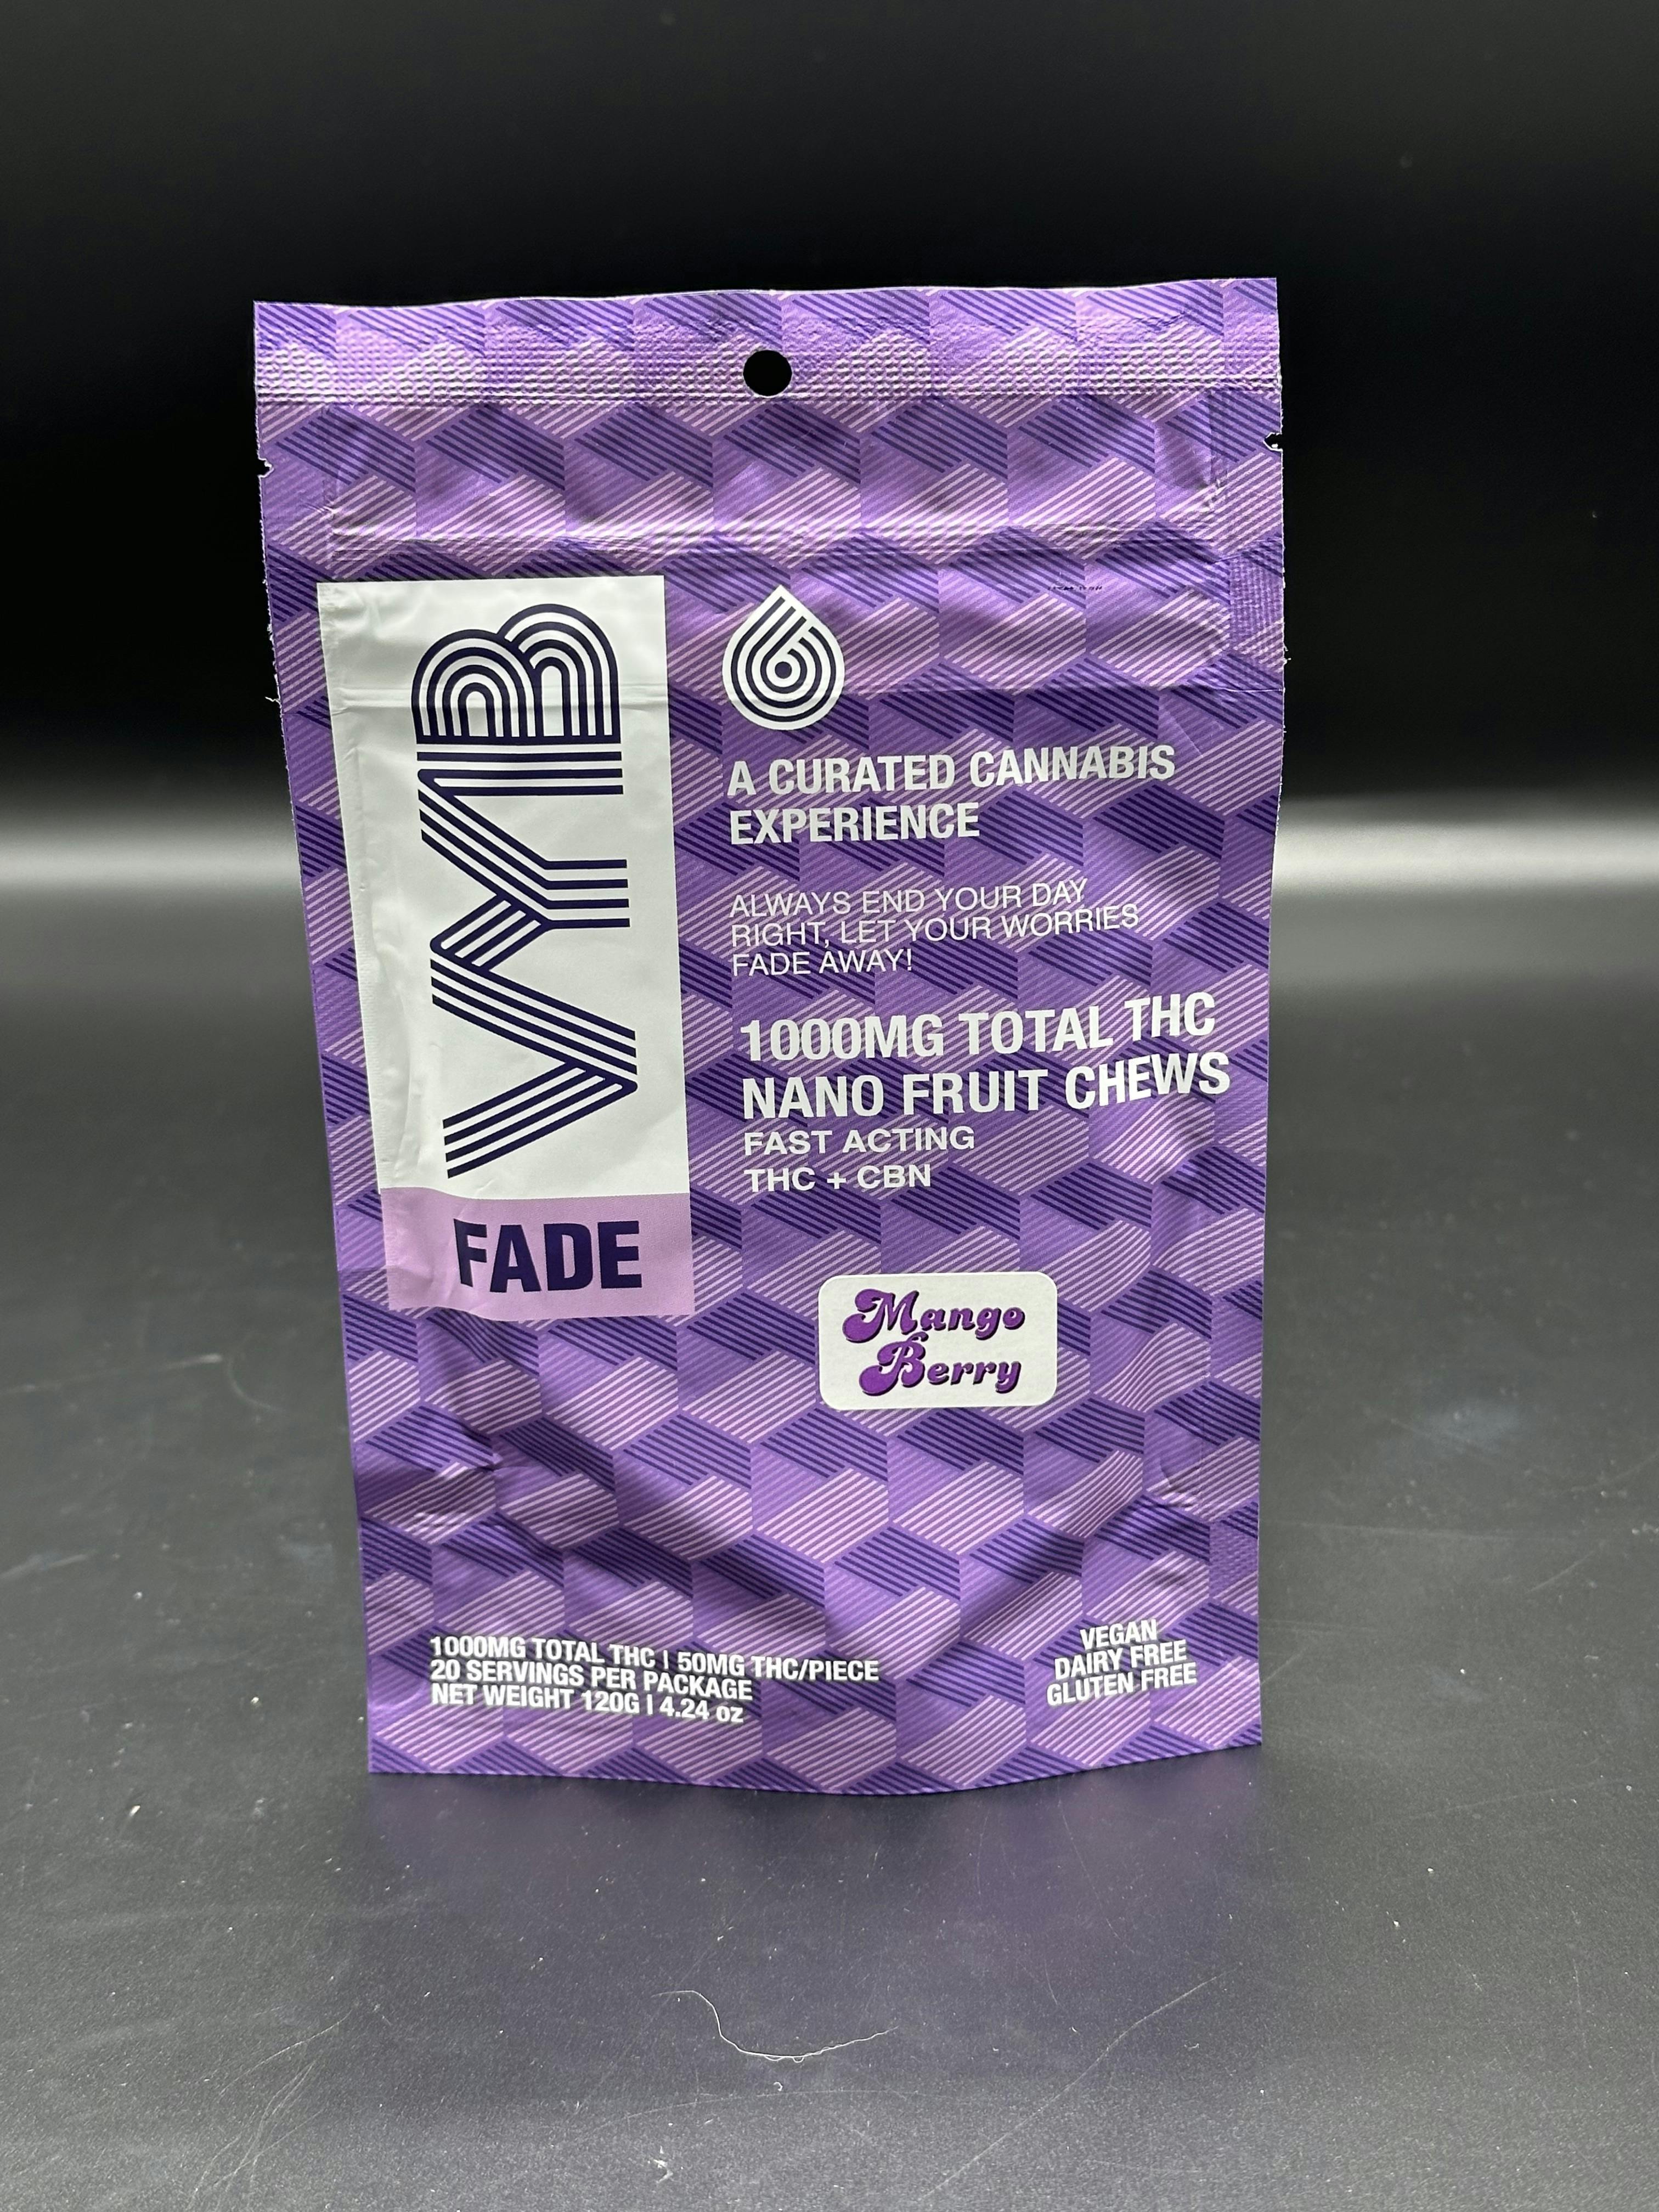 VYB
FADE
A CURATED CANNABIS
EXPERIENCE
ALWAYS END YOUR DAY
RIGHT, LET YOUR WORRIES
FADE AWAY!
1000MG TOTAL THC
NANO FRUIT CHEWS
FAST ACTING
THC + CBN
Mango
Berry
1000MG TOTAL THC | 50MG THC/PIECE
20 SERVINGS PER PACKAGE
NET WEIGHT 120G | 4.24 oz
VEGAN
DAIRY FREE
GLUTEN FREE